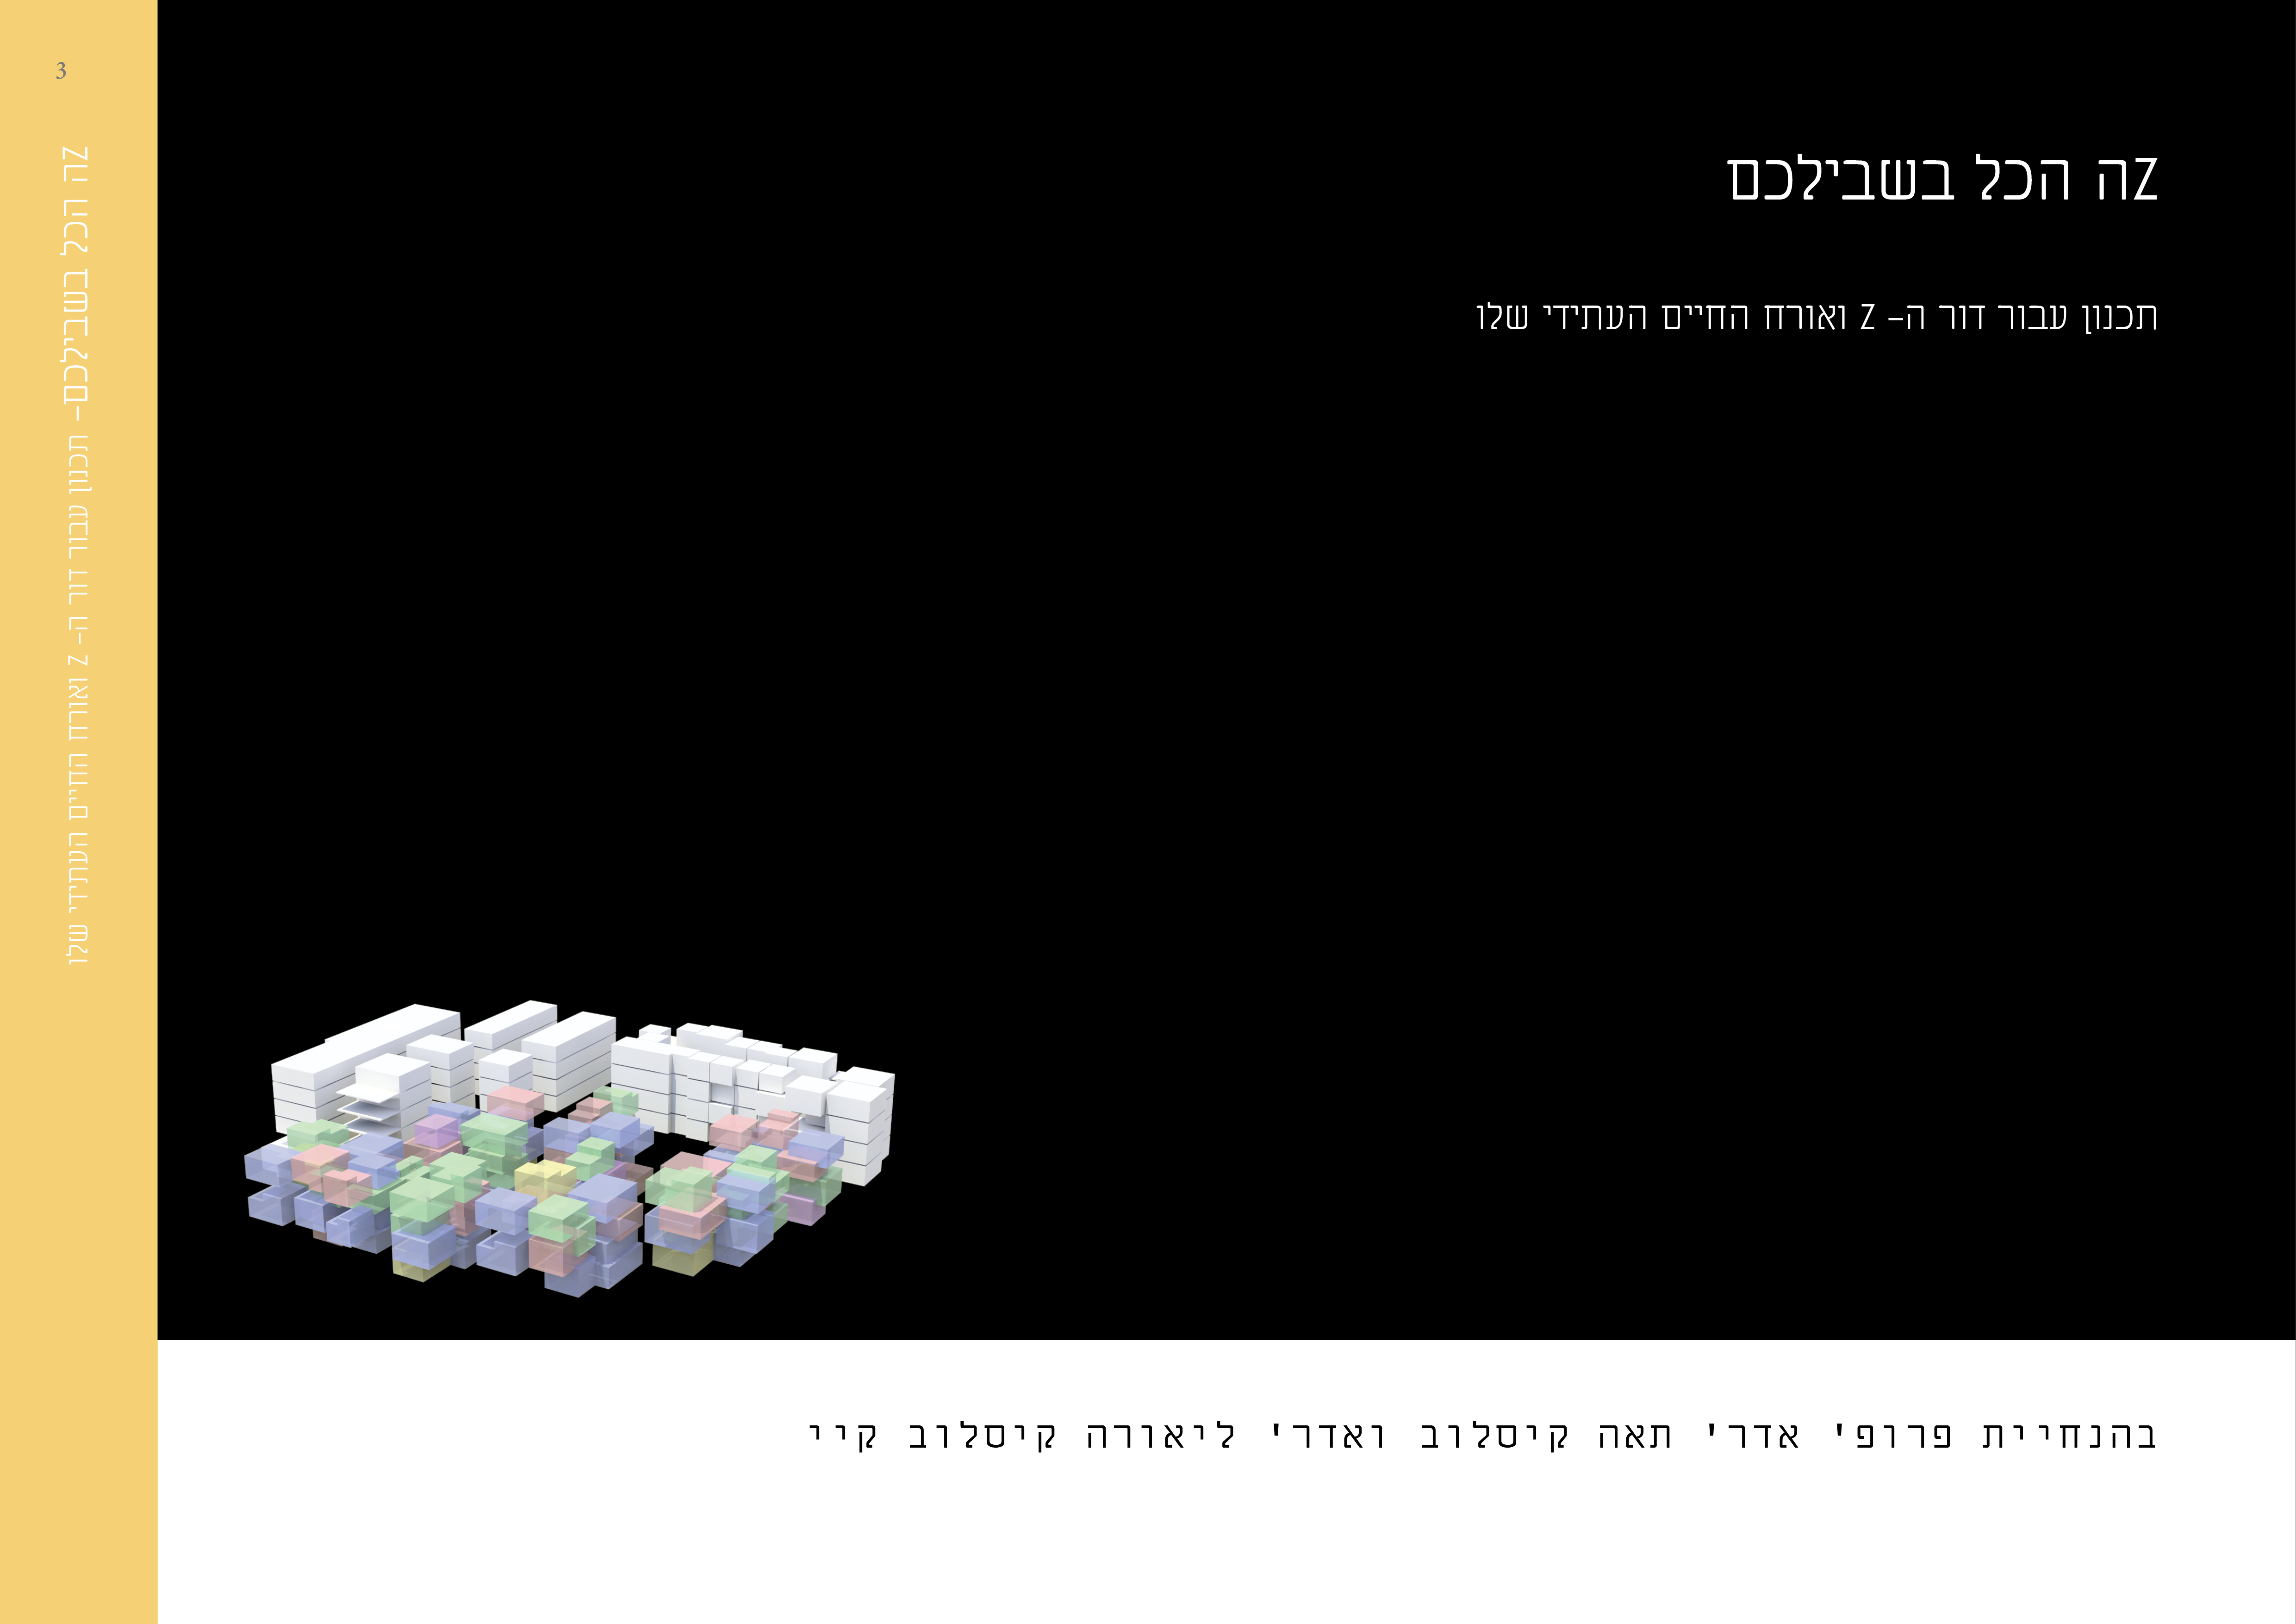 3
Zה הכל בשבילכם- תכנון עבור דור ה- Z ואורח החיים העתידי שלו
Zה הכל בשבילכם
תכנון עבור דור ה- Z ואורח החיים העתידי שלו
בהנחיית פרופ' אדר' תאה קיסלוב ואדר' ליאורה קיסלוב קיי